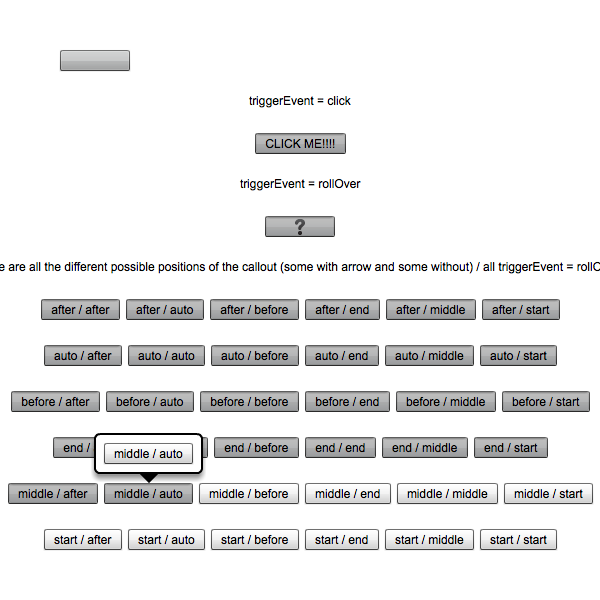 triggerEvent = click
CLICK ME!!!!
triggerEvent = rollOver
?
are all the different possible positions of the callout (some with arrow and some without) / all triggerEvent =
after / after after / auto after / before after / end after / middle after / start
auto / after auto / auto auto / before auto / end auto / middle auto / start
before / after before / auto before / before before / end before / middle before / start
end / middle / auto end / before end / end end / middle end / start
middle / after middle / auto middle / before middle / end middle / middle middle / start
start / after start / auto start / before start / end start / middle start / start